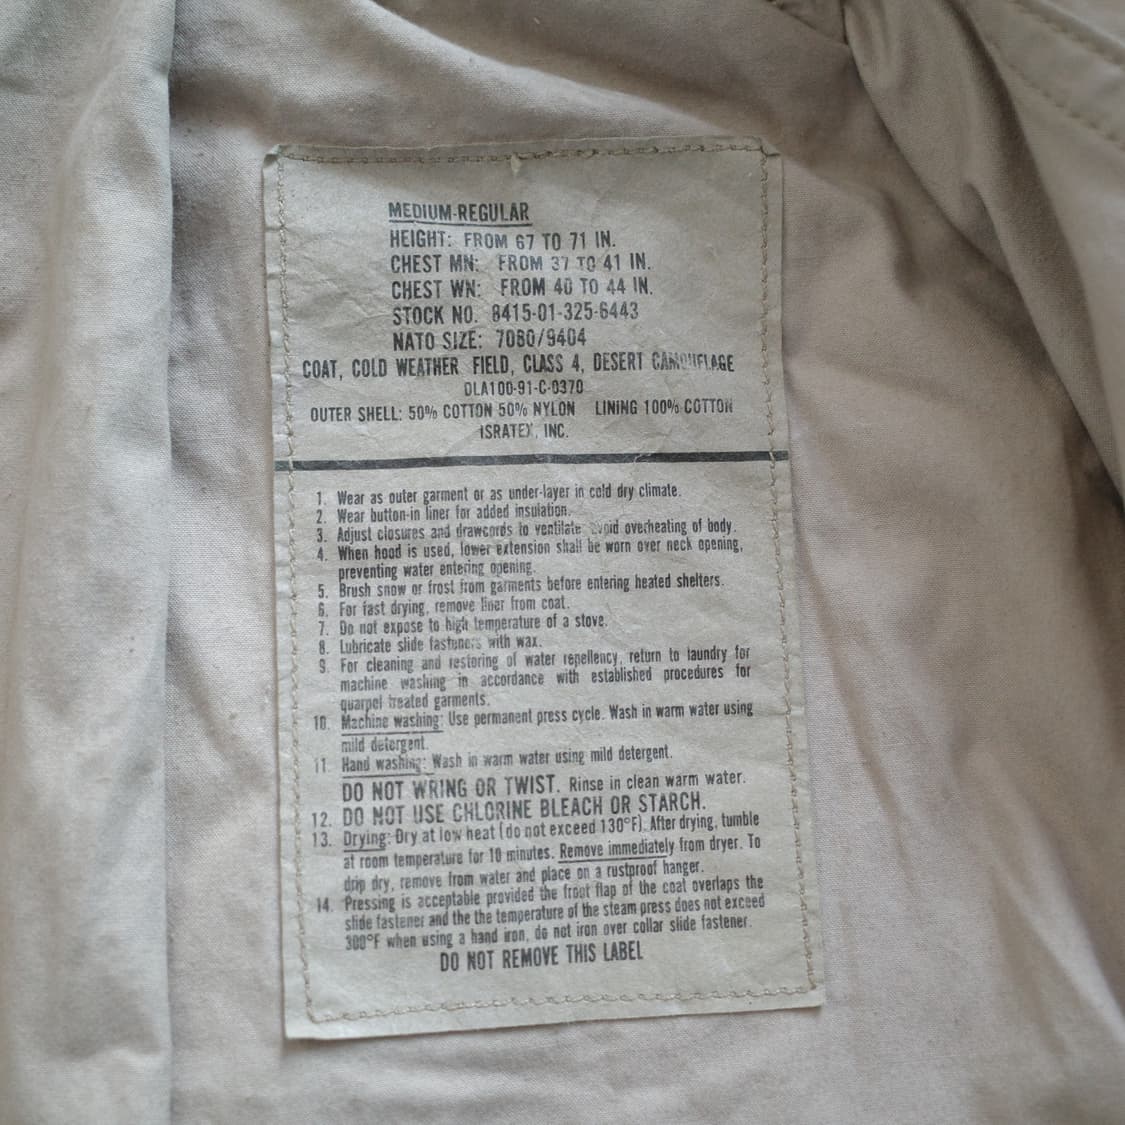 MEDIUM-REGULAR
HEIGHT: FROM 67 TO 71 IN.
CHEST MN: FROM 37 TO 41 IN.
CHEST WN: FROM 40 TO 44 IN.
STOCK NO. 8415-01-325-6443
NATO SIZE: 7080/9404
COAT, COLD WEATHER FIELD, CLASS 4, DESERT CAMOUFLAGE
DLA100-91-C-0370
OUTER SHELL: 50% COTTON 50% NYLON LINING 100% COTTON
ISRATEX, INC.
1. Wear as outer garment or as under-layer in cold dry climate.
2. Wear button-in liner for added insulation.
3. Adjust closures and drawcords to ventilate avoid overheating of body.
4. When hood is used, lower extension shall be worn over neck opening,
preventing water entering opening.
5. Brush snow or frost from garments before entering heated shelters.
6. For fast drying, remove liner from coat.
7. Do not expose to high temperature of a stove.
8. Lubricate slide fasteners with wax.
9. For cleaning and restoring of water repellency, return to laundry for
machine washing in accordance with established procedures for
quarpel treated garments.
10. Machine washing: Use permanent press cycle. Wash in warm water using
mild detergent.
11. Hand washing: Wash in warm water using mild detergent.
DO NOT WRING OR TWIST. Rinse in clean warm water.
12. DO NOT USE CHLORINE BLEACH OR STARCH.
13. Drying: Dry at low heat (do not exceed 130°F). After drying, tumble
at room temperature for 10 minutes. Remove immediately from dryer. To
drip dry, remove from water and place on a rustproof hanger.
14. Pressing is acceptable provided the front flap of the coat overlaps the
slide fastener and the the temperature of the steam press does not exceed
300°F when using a hand iron, do not iron over collar slide fastener.
DO NOT REMOVE THIS LABEL